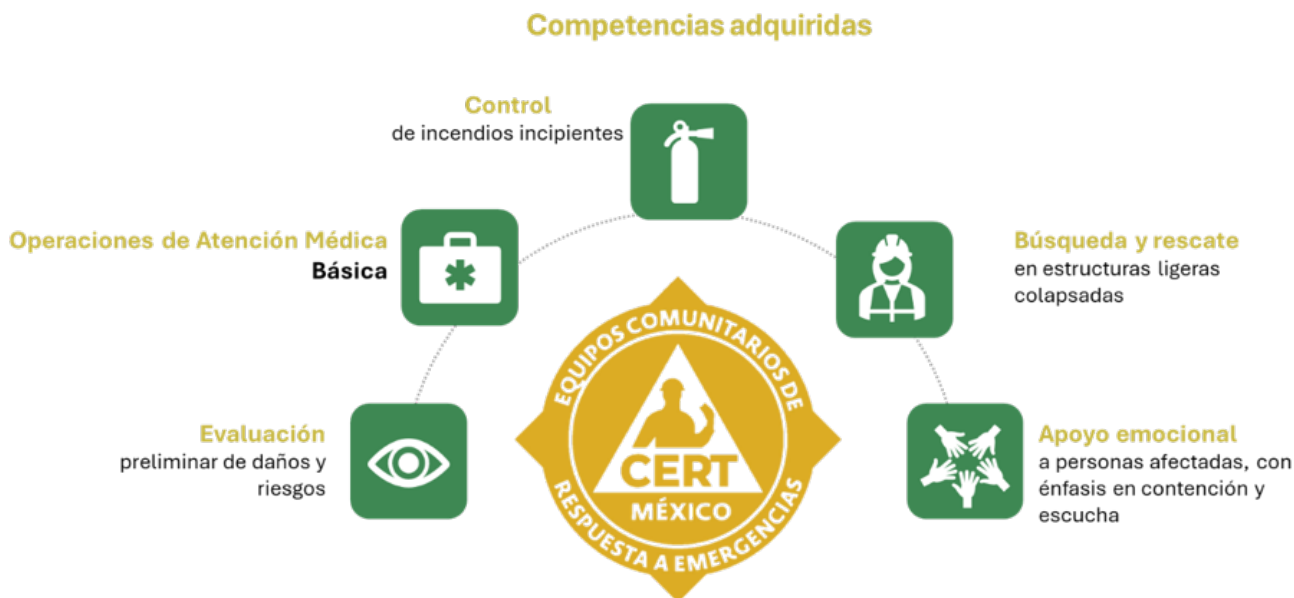 Competencias adquiridas
Control
de incendios incipientes
Operaciones de Atención Médica
Básica
Búsqueda y rescate
en estructuras ligeras
colapsadas
Evaluación
preliminar de daños y
riesgos
Apoyo emocional
a personas afectadas, con
énfasis en contención y
escucha
EQUIPOS COMUNITARIOS DE
CERT
MÉXICO
RESPUESTA A EMERGENCIAS